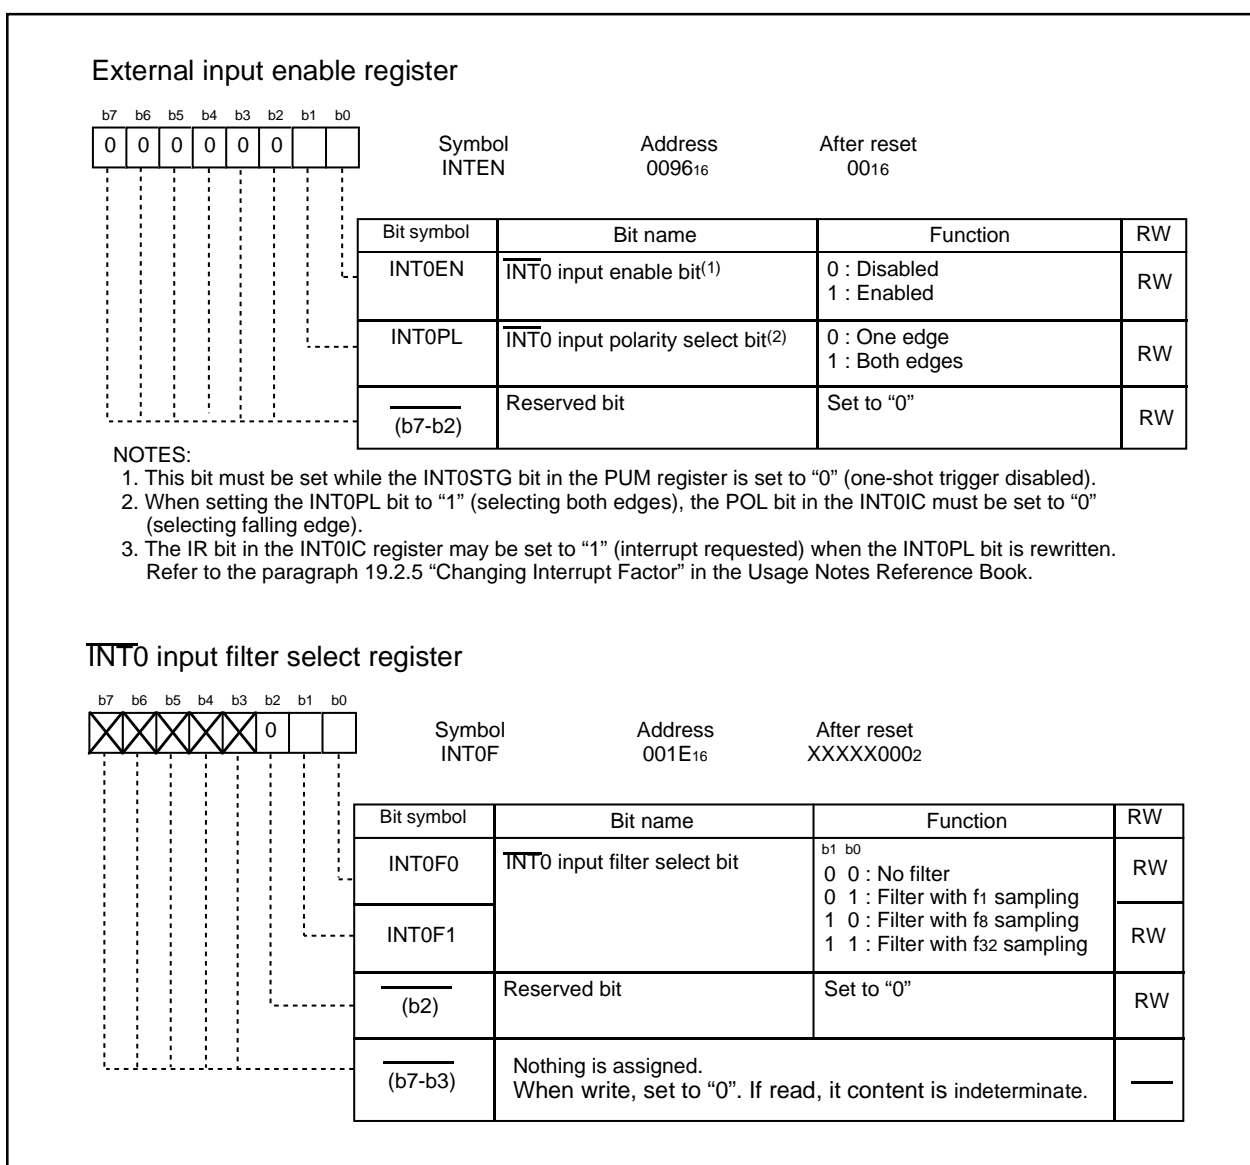 External input enable register
b7 b6 b5 b4 b3 b2 b1 b0
0 0 0 0 0 0
Symbol Address After reset
INTEN 009616 0016
Bit symbol Bit name Function RW
INT0EN INT0 input enable bit(1) 0 : Disabled
1 : Enabled RW
INT0PL INT0 input polarity select bit(2) 0 : One edge
1 : Both edges RW
(b7-b2) Reserved bit Set to “0” RW
NOTES:
1. This bit must be set while the INT0STG bit in the PUM register is set to “0” (one-shot trigger disabled).
2. When setting the INT0PL bit to “1” (selecting both edges), the POL bit in the INT0IC must be set to “0”
(selecting falling edge).
3. The IR bit in the INT0IC register may be set to “1” (interrupt requested) when the INT0PL bit is rewritten.
Refer to the paragraph 19.2.5 “Changing Interrupt Factor” in the Usage Notes Reference Book.
INT0 input filter select register
b7 b6 b5 b4 b3 b2 b1 b0
0
Symbol Address After reset
INT0F 001E16 XXXXX0002
Bit symbol Bit name Function RW
INT0F0 INT0 input filter select bit b1 b0
0 0 : No filter RW
0 1 : Filter with f1 sampling
INT0F1 1 0 : Filter with f8 sampling
1 1 : Filter with f32 sampling RW
(b2) Reserved bit Set to “0” RW
(b7-b3) Nothing is assigned.
When write, set to “0”. If read, it content is indeterminate.